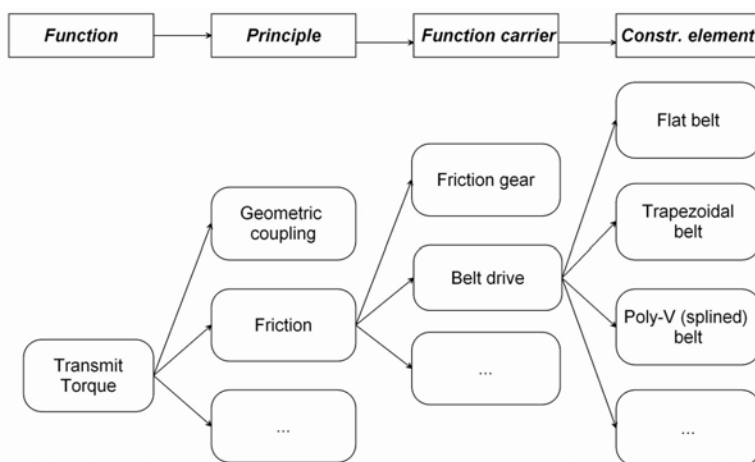 Function
Principle
Function carrier
Constr. element
Flat belt
Friction gear
Geometric
coupling
Trapezoidal
belt
Belt drive
Friction
Poly-V (splined)
belt
Transmit
Torque
...
...
...